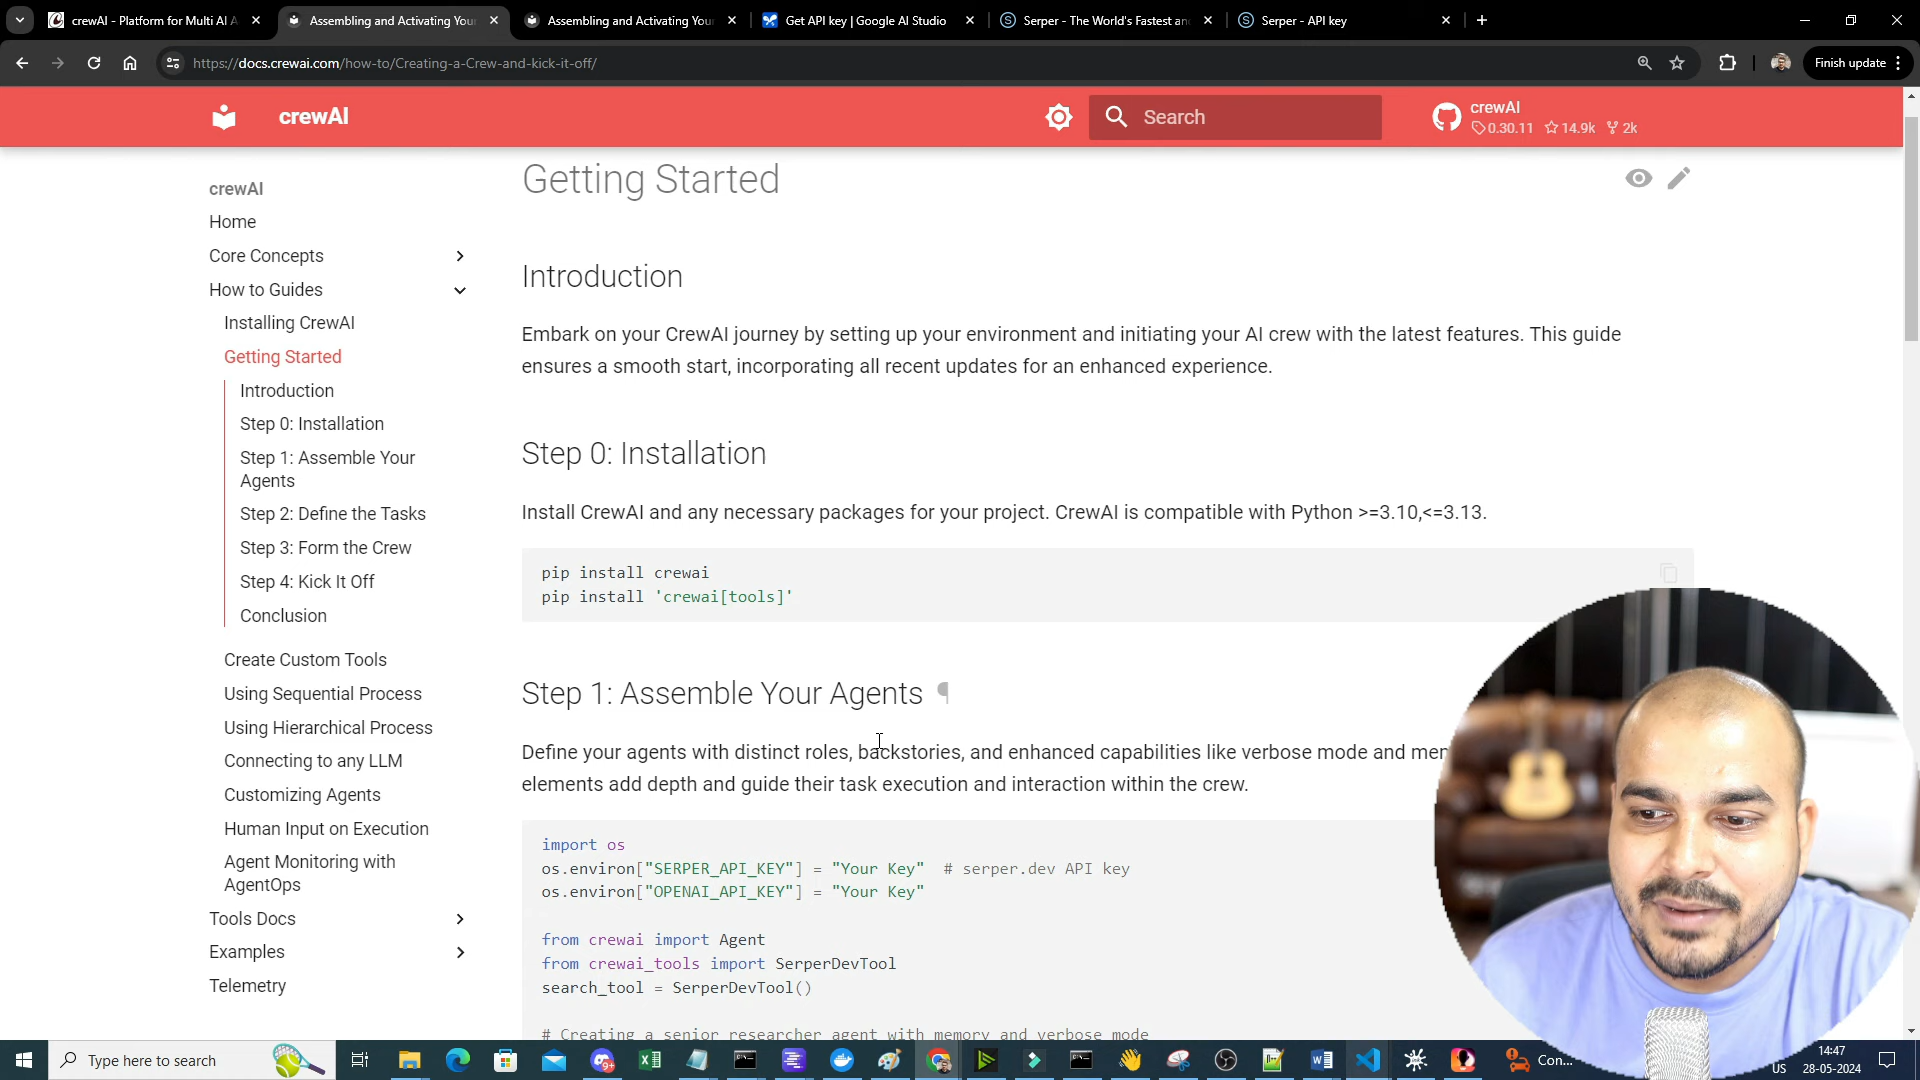 crewAI - Platform for Multi AI A
Assembling and Activating Your
Assembling and Activating Your
Get API key | Google AI Studio
Serper - The World's Fastest an
Serper - API key
https://docs.crewai.com/how-to/Creating-a-Crew-and-kick-it-off/
Finish update
crewAI
Search
crewAI
0.30.11 14.9k 2k
crewAI
Home
Core Concepts
How to Guides
Installing CrewAI
Getting Started
Introduction
Step 0: Installation
Step 1: Assemble Your
Agents
Step 2: Define the Tasks
Step 3: Form the Crew
Step 4: Kick It Off
Conclusion
Create Custom Tools
Using Sequential Process
Using Hierarchical Process
Connecting to any LLM
Customizing Agents
Human Input on Execution
Agent Monitoring with
AgentOps
Tools Docs
Examples
Telemetry
Getting Started
Introduction
Embark on your CrewAI journey by setting up your environment and initiating your AI crew with the latest features. This guide
ensures a smooth start, incorporating all recent updates for an enhanced experience.
Step 0: Installation
Install CrewAI and any necessary packages for your project. CrewAI is compatible with Python >=3.10,<=3.13.
pip install crewai
pip install 'crewai[tools]'
Step 1: Assemble Your Agents ¶
Define your agents with distinct roles, backstories, and enhanced capabilities like verbose mode and
elements add depth and guide their task execution and interaction within the crew.
import os
os.environ["SERPER_API_KEY"] = "Your Key" # serper.dev API key
os.environ["OPENAI_API_KEY"] = "Your Key"
from crewai import Agent
from crewai_tools import SerperDevTool
search_tool = SerperDevTool()
# Creating a senior researcher agent with memory and verbose mode
Type here to search
Con...
US
14:47
28-05-2024